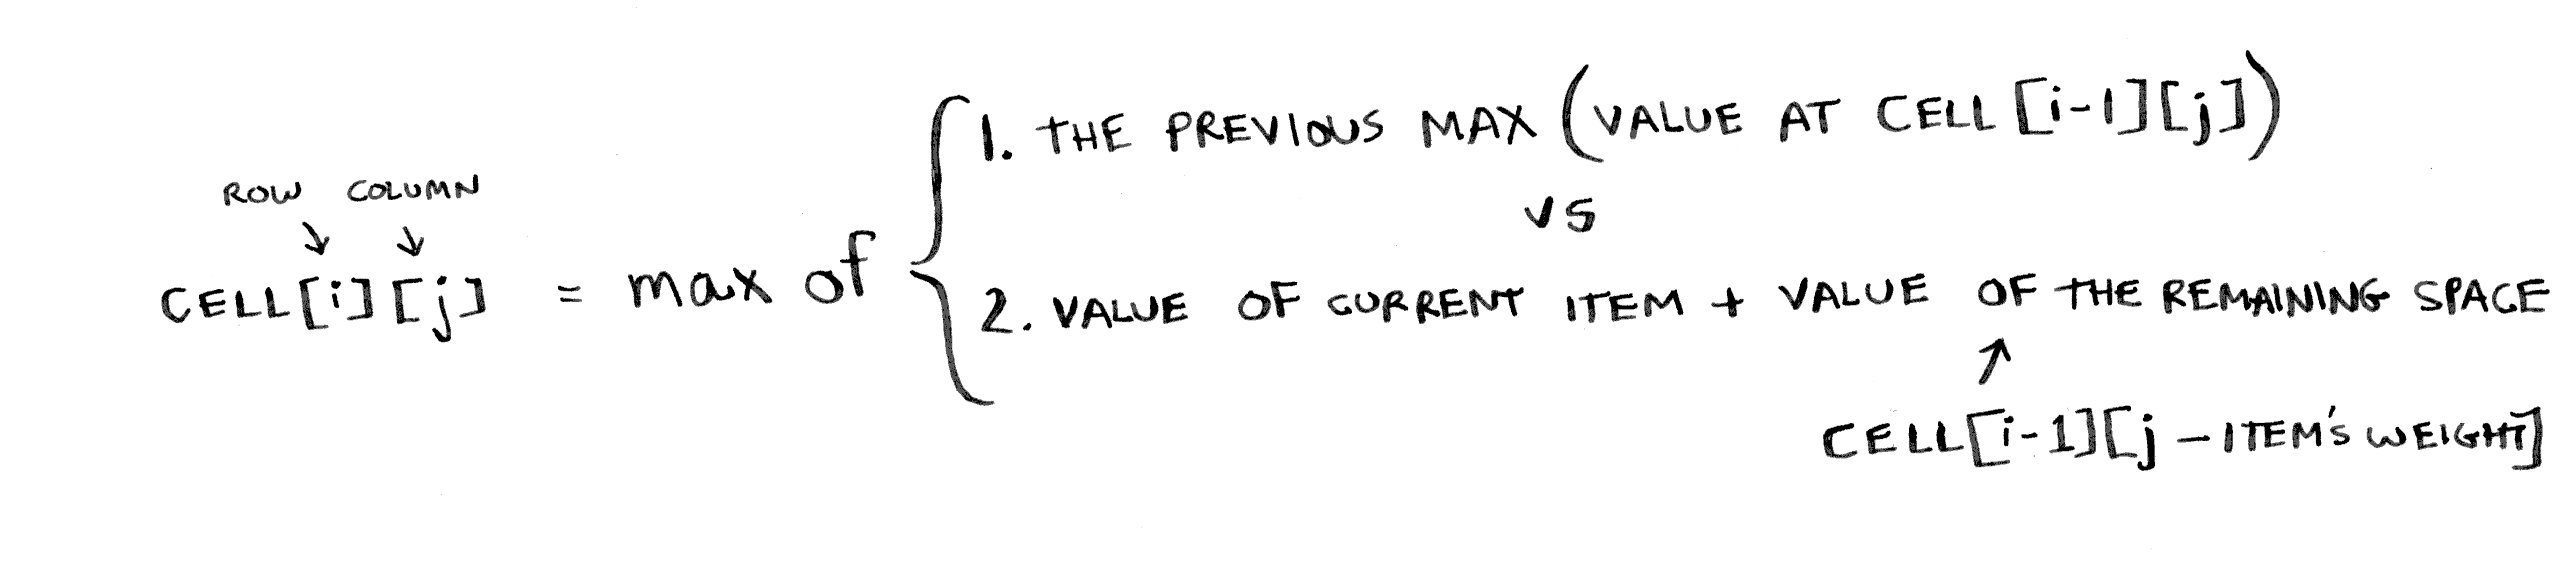 1. THE PREVIOUS MAX (VALUE AT CELL [i-1][j])
ROW COLUMN
VS
CELL[i][j] = max of
2. VALUE OF CURRENT ITEM + VALUE OF THE REMAINING SPACE
CELL[i-1][j - ITEM'S WEIGHT]